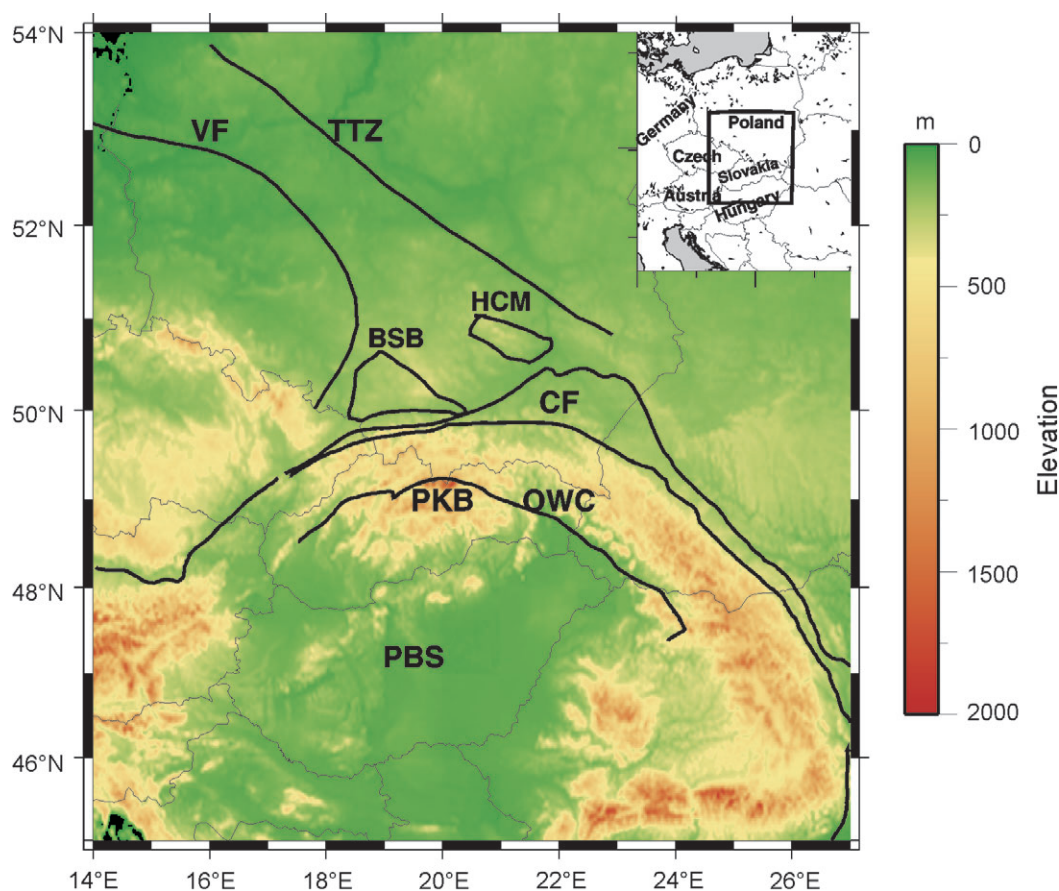 54°N
52°N
50°N
48°N
46°N
14°E
16°E
18°E
20°E
22°E
24°E
26°E
VF
TTZ
HCM
BSB
CF
PKB
OWC
PBS
Germany
Poland
Czech
Slovakia
Austria
Hungary
m
0
500
1000
1500
2000
Elevation